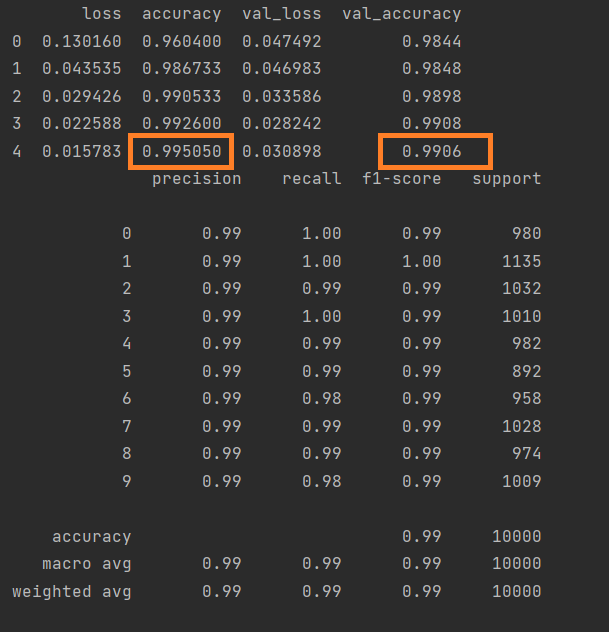 loss accuracy val_loss val_accuracy
0 0.130160 0.960400 0.047492 0.9844
1 0.043535 0.986733 0.046983 0.9848
2 0.029426 0.990533 0.033586 0.9898
3 0.022588 0.992600 0.028242 0.9908
4 0.015783 0.995050 0.030898 0.9906
precision recall f1-score support
0 0.99 1.00 0.99 980
1 0.99 1.00 1.00 1135
2 0.99 0.99 0.99 1032
3 0.99 1.00 0.99 1010
4 0.99 0.99 0.99 982
5 0.99 0.99 0.99 892
6 0.99 0.98 0.99 958
7 0.99 0.99 0.99 1028
8 0.99 0.99 0.99 974
9 0.99 0.98 0.99 1009
accuracy 0.99 10000
macro avg 0.99 0.99 0.99 10000
weighted avg 0.99 0.99 0.99 10000